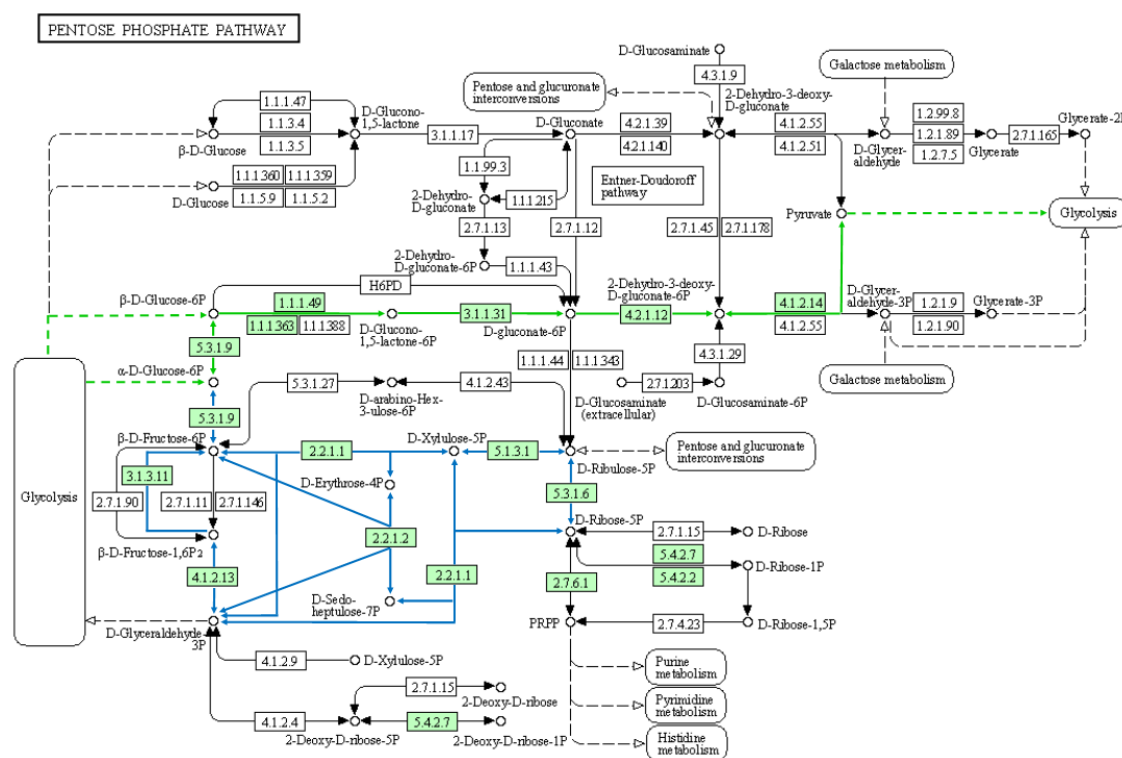 PENTOSE PHOSPHATE PATHWAY
D-Glucosaminate
4.3.1.9
Galactose metabolism
Pentose and glucuronate
interconversions
2-Dehydro-3-deoxy-
D-gluconate
1.1.1.47
D-Glucono-
1,5-lactone
1.1.3.4
1.1.3.5
β-D-Glucose
3.1.1.17
D-Gluconate
4.2.1.39
4.2.1.140
4.1.2.55
4.1.2.51
D-Glycer-
aldehyde
1.2.99.8
1.2.1.89
1.2.7.5
Glycerate
2.7.1.165
Glycerate-2P
1.1.1.360
1.1.1.359
1.1.5.9
1.1.5.2
D-Glucose
1.1.99.3
2-Dehydro-
D-gluconate
1.1.1.215
Entner-Doudoroff
pathway
Pyruvate
Glycolysis
2.7.1.13
2.7.1.12
2.7.1.45
2.7.1.178
2-Dehydro-
D-gluconate-6P
1.1.1.43
H6PD
β-D-Glucose-6P
1.1.1.49
1.1.1.363
1.1.1.388
D-Glucono-
1,5-lactone-6P
3.1.1.31
D-gluconate-6P
2-Dehydro-3-deoxy-
D-gluconate-6P
4.2.1.12
4.1.2.14
4.1.2.55
D-Glycer-
aldehyde-3P
1.2.1.9
1.2.1.90
Glycerate-3P
5.3.1.9
α-D-Glucose-6P
1.1.1.44
1.1.1.343
4.3.1.29
5.3.1.27
D-arabino-Hex-
3-ulose-6P
4.1.2.43
D-Glucosaminate
(extracellular)
2.7.1.203
D-Glucosaminate-6P
Galactose metabolism
5.3.1.9
β-D-Fructose-6P
2.2.1.1
D-Xylulose-5P
5.1.3.1
D-Ribulose-5P
Pentose and glucuronate
interconversions
3.1.3.11
D-Erythrose-4P
5.3.1.6
Glycolysis
2.7.1.90
2.7.1.11
2.7.1.146
D-Ribose-5P
2.7.1.15
D-Ribose
β-D-Fructose-1,6P2
2.2.1.2
5.4.2.7
5.4.2.2
D-Ribose-1P
4.1.2.13
2.2.1.1
2.7.6.1
D-Sedo-
heptulose-7P
D-Glyceraldehyde-
3P
PRPP
2.7.4.23
D-Ribose-1,5P
4.1.2.9
D-Xylulose-5P
Purine
metabolism
2.7.1.15
2-Deoxy-D-ribose
Pyrimidine
metabolism
4.1.2.4
2-Deoxy-D-ribose-5P
5.4.2.7
2-Deoxy-D-ribose-1P
Histidine
metabolism